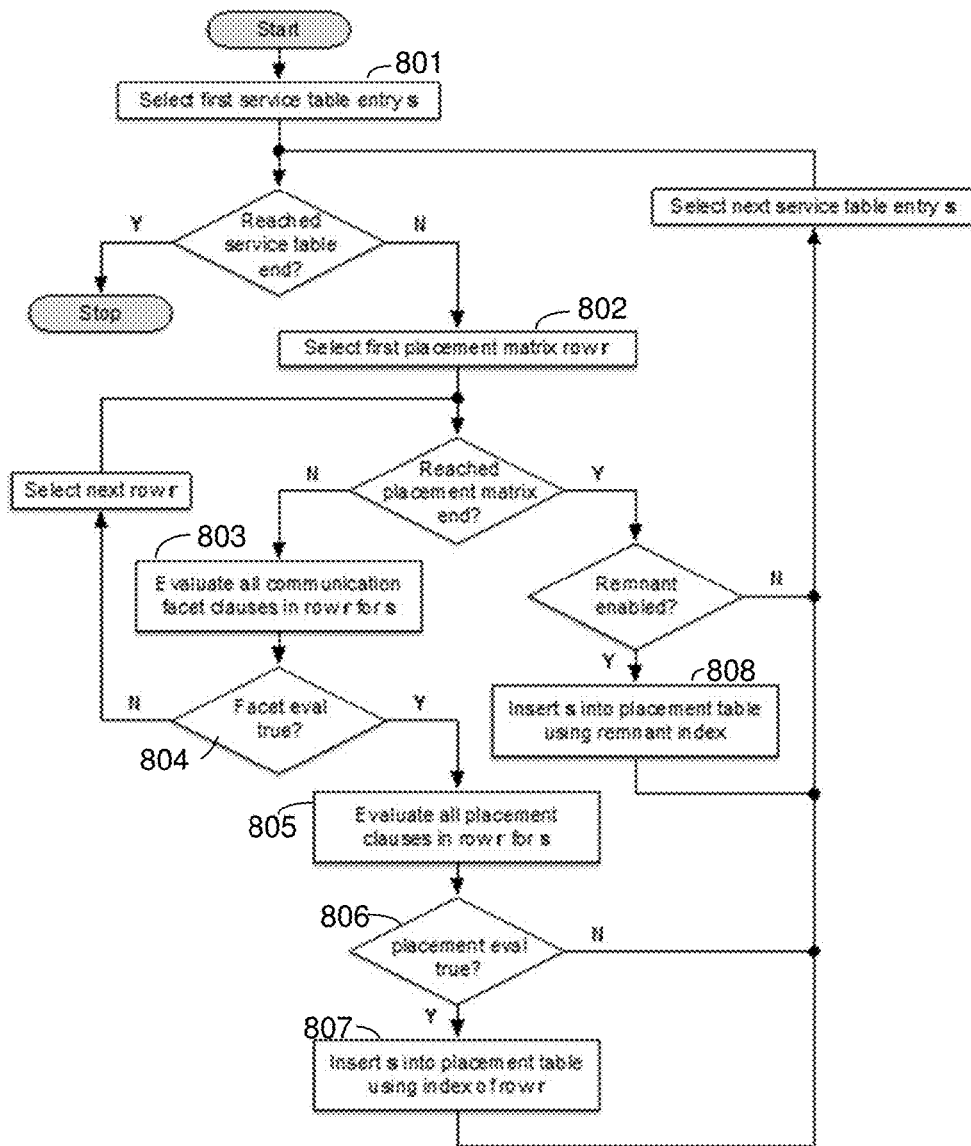 Start
801
Select first service table entry s
Select next service table entry s
Y
Reached
service table
end?
N
Stop
802
Select first placement matrix row r
N
Reached
placement matrix
end?
Y
Select next row r
803
Evaluate all communication
facet clauses in row r for s
Remnant
enabled?
N
Y
808
Insert s into placement table
using remnant index
N
Facet eval
true?
Y
804
805
Evaluate all placement
clauses in row r for s
806
placement eval
true?
N
Y
807
Insert s into placement table
using index of row r